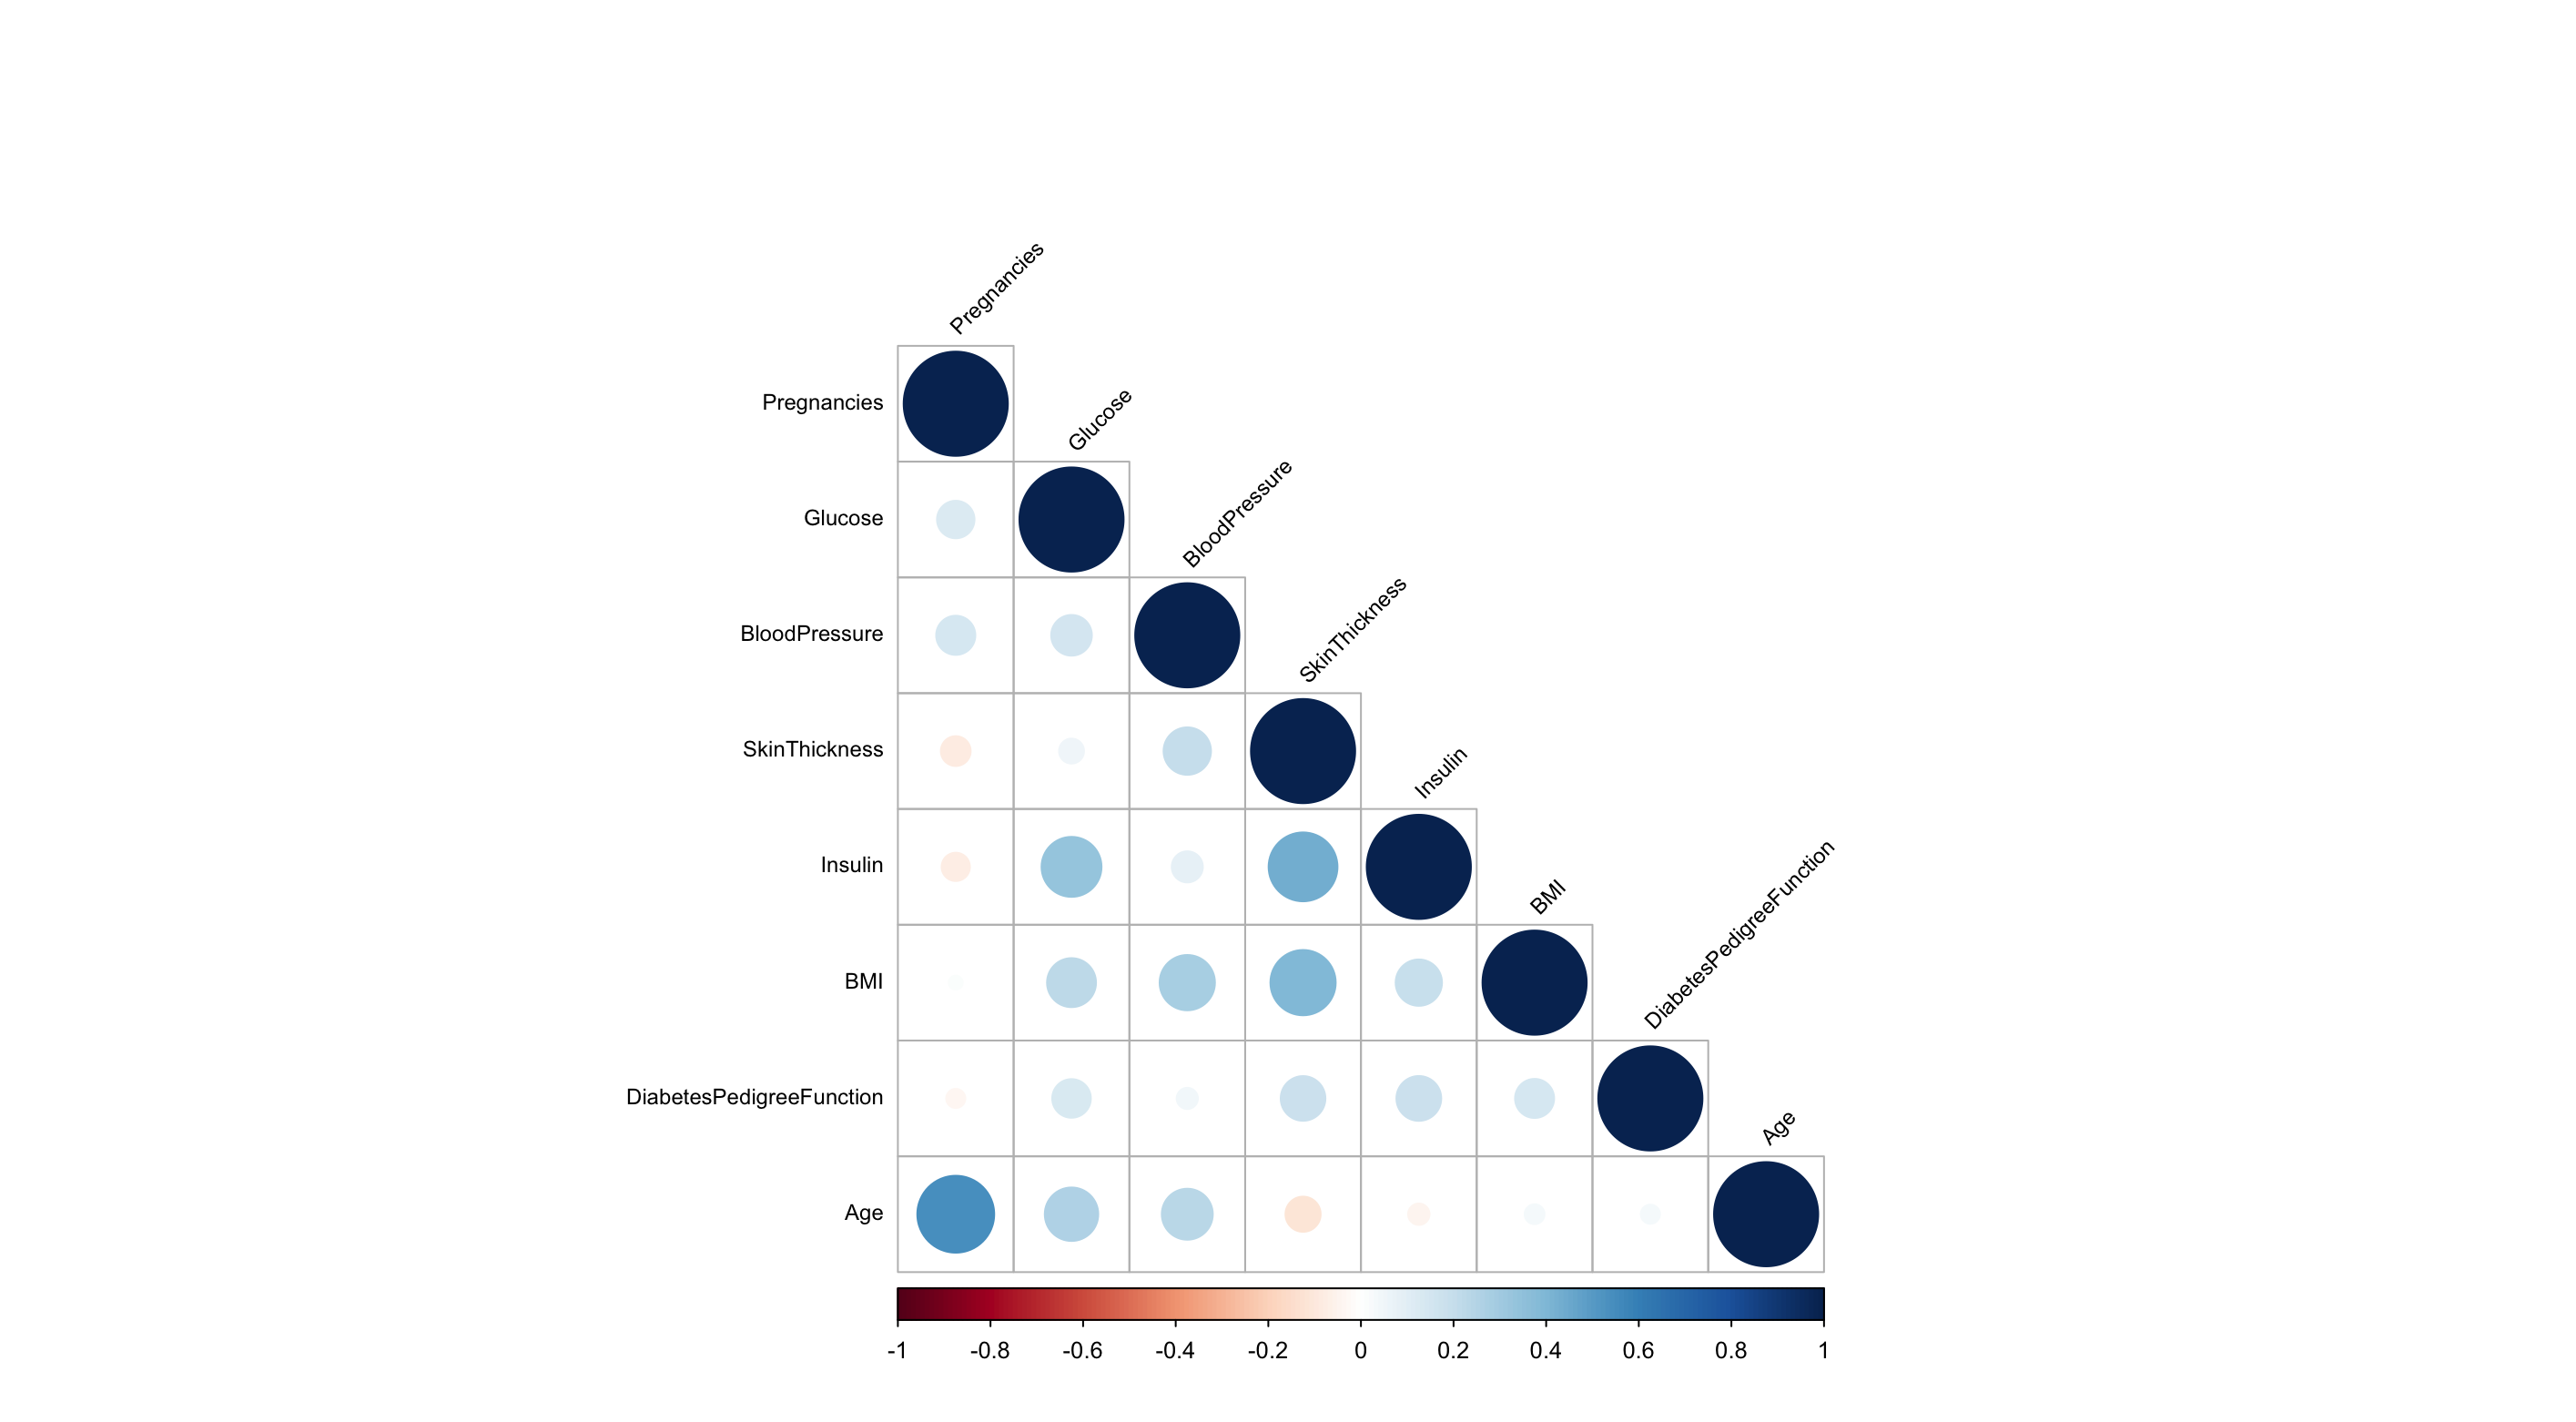 Pregnancies
Pregnancies
Glucose
Glucose
BloodPressure
BloodPressure
SkinThickness
SkinThickness
Insulin
Insulin
BMI
BMI
DiabetesPedigreeFunction
DiabetesPedigreeFunction
Age
Age
-1 -0.8 -0.6 -0.4 -0.2 0 0.2 0.4 0.6 0.8 1